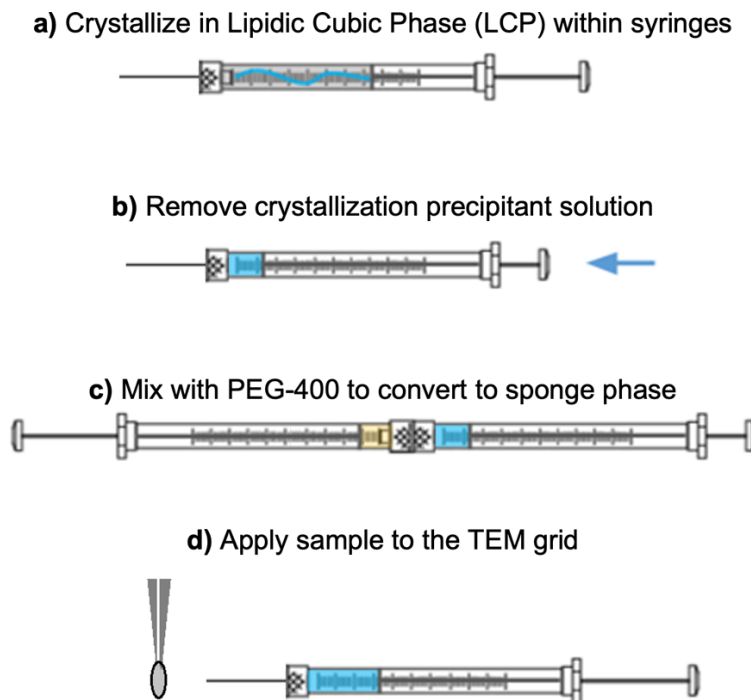 a) Crystallize in Lipidic Cubic Phase (LCP) within syringes
b) Remove crystallization precipitant solution
c) Mix with PEG-400 to convert to sponge phase
d) Apply sample to the TEM grid